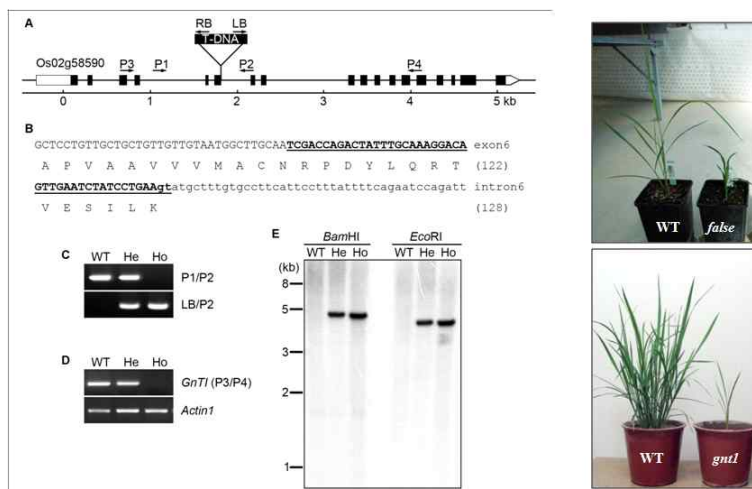 A
RB LB
T-DNA
Os02g58590 P3 P1 P2 P4
0 1 2 3 4 5 kb
B
GCTCCTGTTGCTGCTGTTGTTGTAATGGCTTGCAATCGACCAGACTATTTGCAAAGGACA exon6
A P V A A V V V M A C N R P D Y L Q R T (122)
GTTGAATCTATCCTGAAgtatgctttgtgccttcattcctttattttcagaatccagatt intron6
V E S I L K (128)
C
WT He Ho
P1/P2
LB/P2
D
WT He Ho
GnTI (P3/P4)
Actin1
E
BamHI EcoRI
(kb) WT He Ho WT He Ho
8
5
3
2
1
WT false
WT gnt1